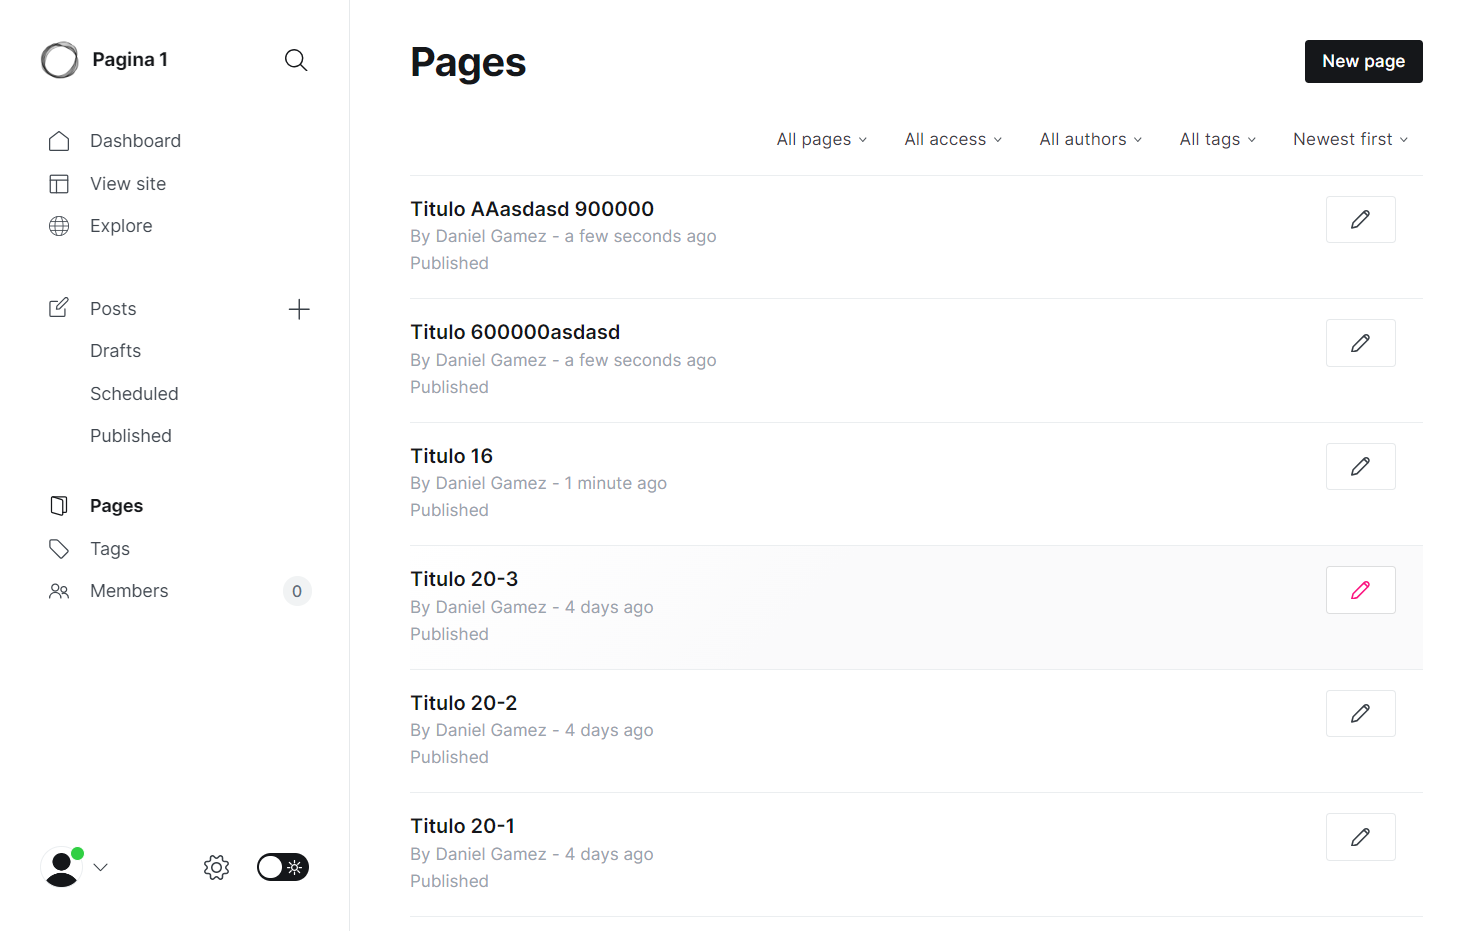 Pagina 1
Dashboard
View site
Explore
Posts
Drafts
Scheduled
Published
Pages
Tags
Members 0
Pages
New page
All pages All access All authors All tags Newest first
Titulo AAasdasd 900000
By Daniel Gamez - a few seconds ago
Published
Titulo 600000asdasd
By Daniel Gamez - a few seconds ago
Published
Titulo 16
By Daniel Gamez - 1 minute ago
Published
Titulo 20-3
By Daniel Gamez - 4 days ago
Published
Titulo 20-2
By Daniel Gamez - 4 days ago
Published
Titulo 20-1
By Daniel Gamez - 4 days ago
Published